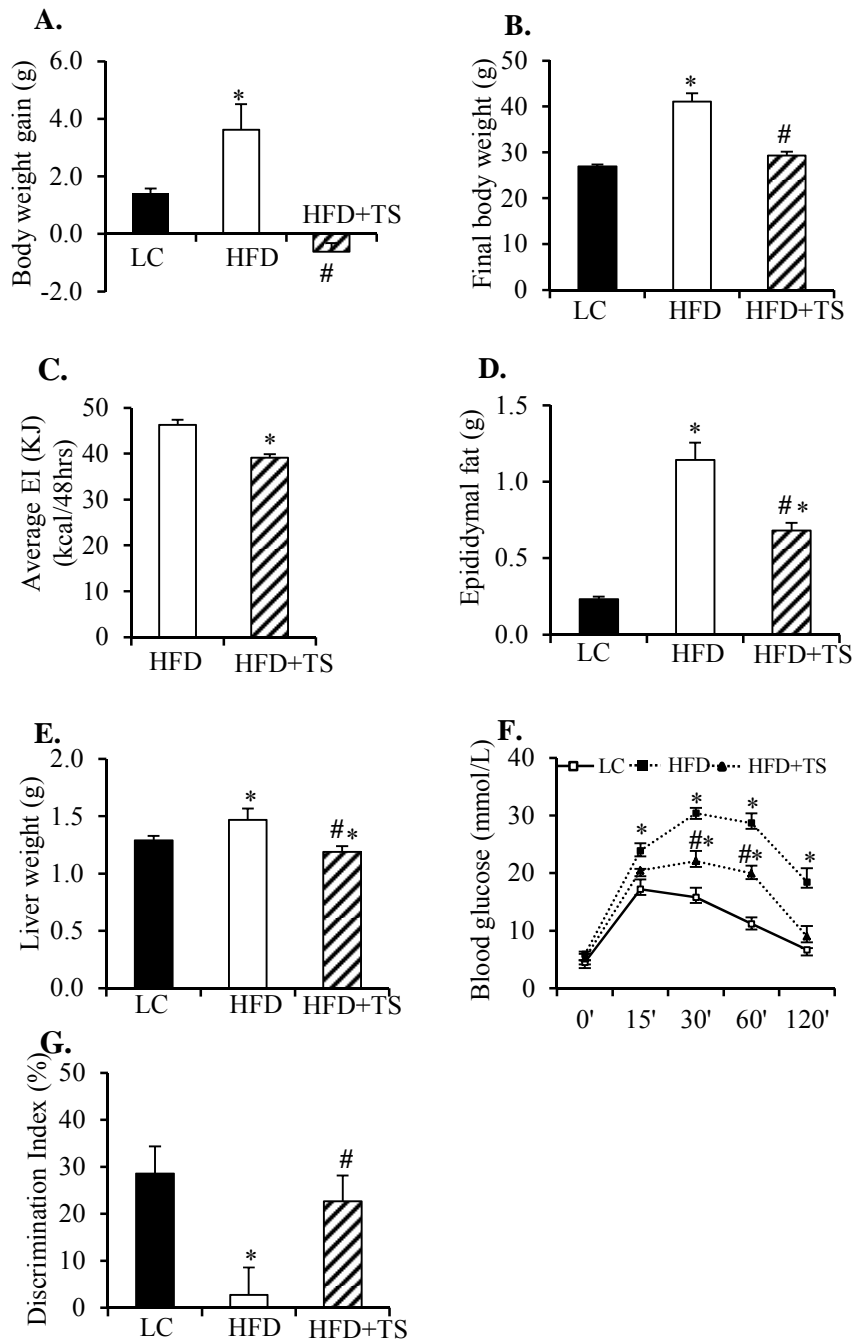 A.
Body weight gain (g)
6.0
4.0
2.0
0.0
-2.0
*
HFD+TS
LC
HFD
#
B.
Final body weight (g)
50
40
30
20
10
0
*
#
LC
HFD
HFD+TS
C.
Average EI (KJ)
(kcal/48hrs)
50
40
30
20
10
0
*
HFD
HFD+TS
D.
Epididymal fat (g)
1.5
1.0
0.5
0.0
*
#*
LC
HFD
HFD+TS
E.
Liver weight (g)
2.0
1.5
1.0
0.5
0.0
*
#*
LC
HFD
HFD+TS
F.
Blood glucose (mmol/L)
40
30
20
10
0
LC HFD HFD+TS
* * * *
#* #*
0' 15' 30' 60' 120'
G.
Discrimination Index (%)
50
40
30
20
10
0
*
#
LC
HFD
HFD+TS